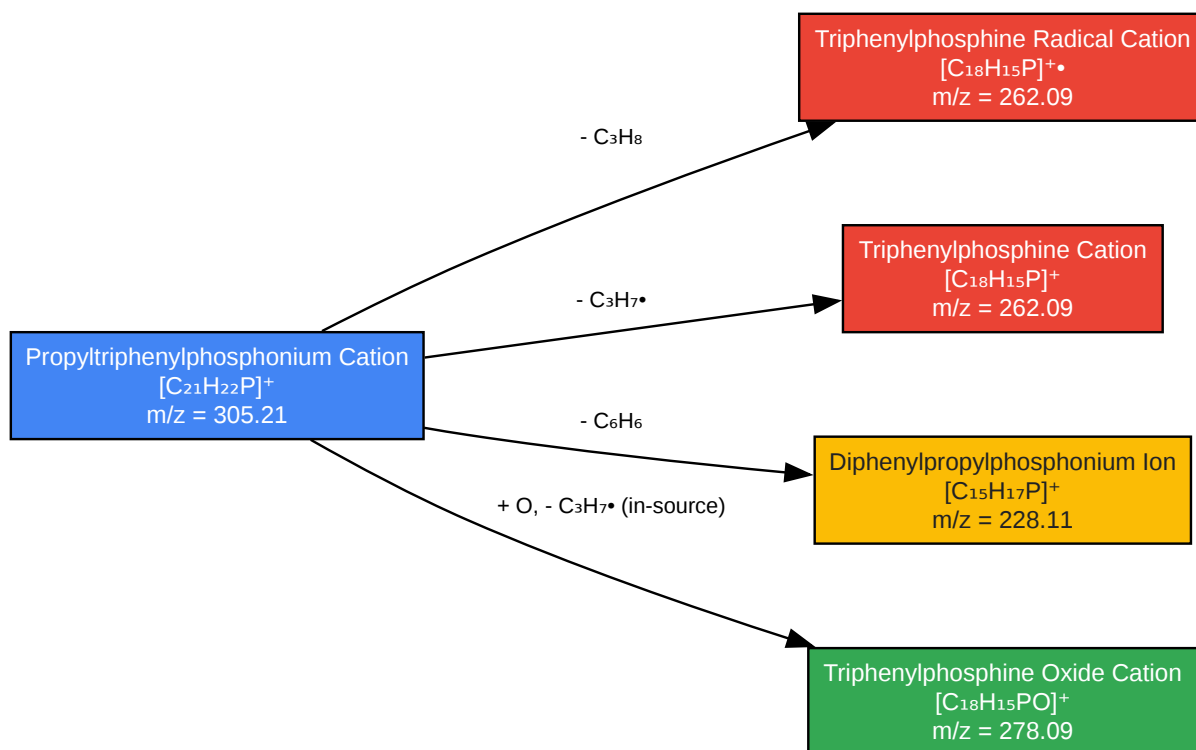 Triphenylphosphine Radical Cation
[C₁₈H₁₅P]⁺•
m/z = 262.09
- C₃H₈
Triphenylphosphine Cation
[C₁₈H₁₅P]⁺
m/z = 262.09
- C₃H₇•
Propyltriphenylphosphonium Cation
[C₂₁H₂₂P]⁺
m/z = 305.21
- C₆H₆
Diphenylpropylphosphonium Ion
[C₁₅H₁₇P]⁺
m/z = 228.11
+ O, - C₃H₇• (in-source)
Triphenylphosphine Oxide Cation
[C₁₈H₁₅PO]⁺
m/z = 278.09